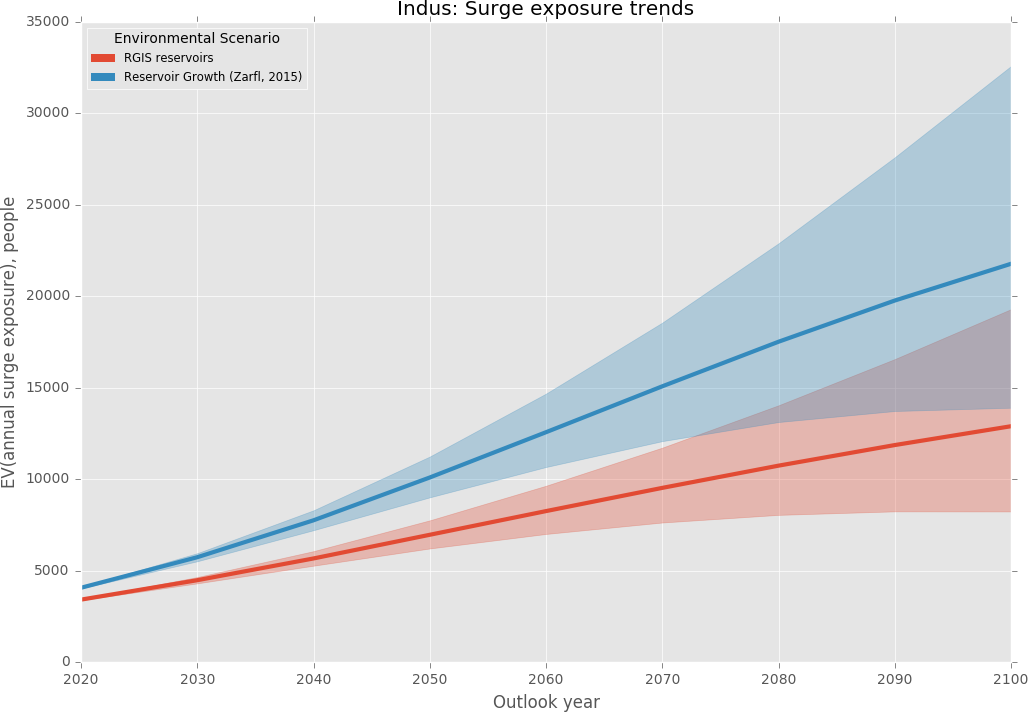 Indus: Surge exposure trends
35000
30000
25000
20000
15000
10000
5000
0
EV(annual surge exposure), people
Environmental Scenario
RGIS reservoirs
Reservoir Growth (Zarfl, 2015)
2020 2030 2040 2050 2060 2070 2080 2090 2100
Outlook year